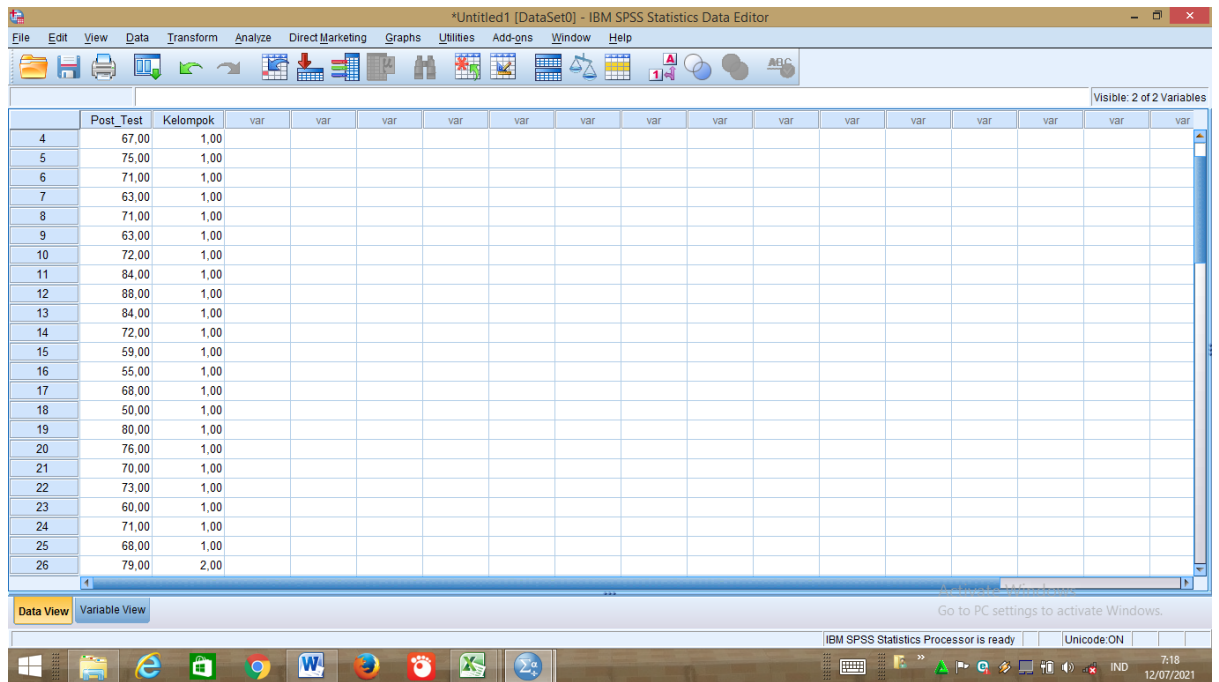 *Untitled1 [DataSet0] - IBM SPSS Statistics Data Editor
File Edit View Data Transform Analyze Direct Marketing Graphs Utilities Add-ons Window Help
Visible: 2 of 2 Variables
Post_Test Kelompok var var var var var var var var var var var var var var var
4 67,00 1,00
5 75,00 1,00
6 71,00 1,00
7 63,00 1,00
8 71,00 1,00
9 63,00 1,00
10 72,00 1,00
11 84,00 1,00
12 88,00 1,00
13 84,00 1,00
14 72,00 1,00
15 59,00 1,00
16 55,00 1,00
17 68,00 1,00
18 50,00 1,00
19 80,00 1,00
20 76,00 1,00
21 70,00 1,00
22 73,00 1,00
23 60,00 1,00
24 71,00 1,00
25 68,00 1,00
26 79,00 2,00
Data View Variable View
Go to PC settings to activate Windows.
IBM SPSS Statistics Processor is ready Unicode:ON
IND 7:18
12/07/2021